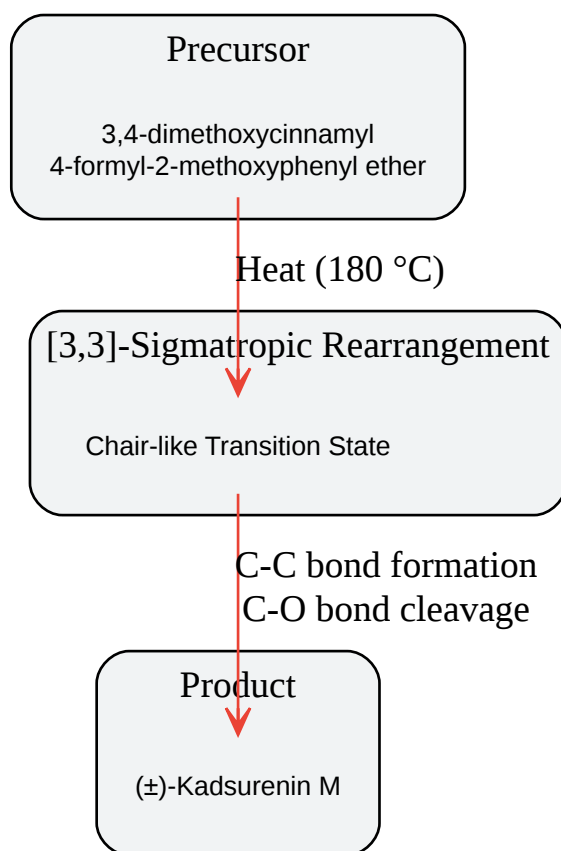 Precursor
3,4-dimethoxycinnamyl
4-formyl-2-methoxyphenyl ether
Heat (180 °C)
[3,3]-Sigmatropic Rearrangement
Chair-like Transition State
C-C bond formation
C-O bond cleavage
Product
(±)-Kadsurenin M